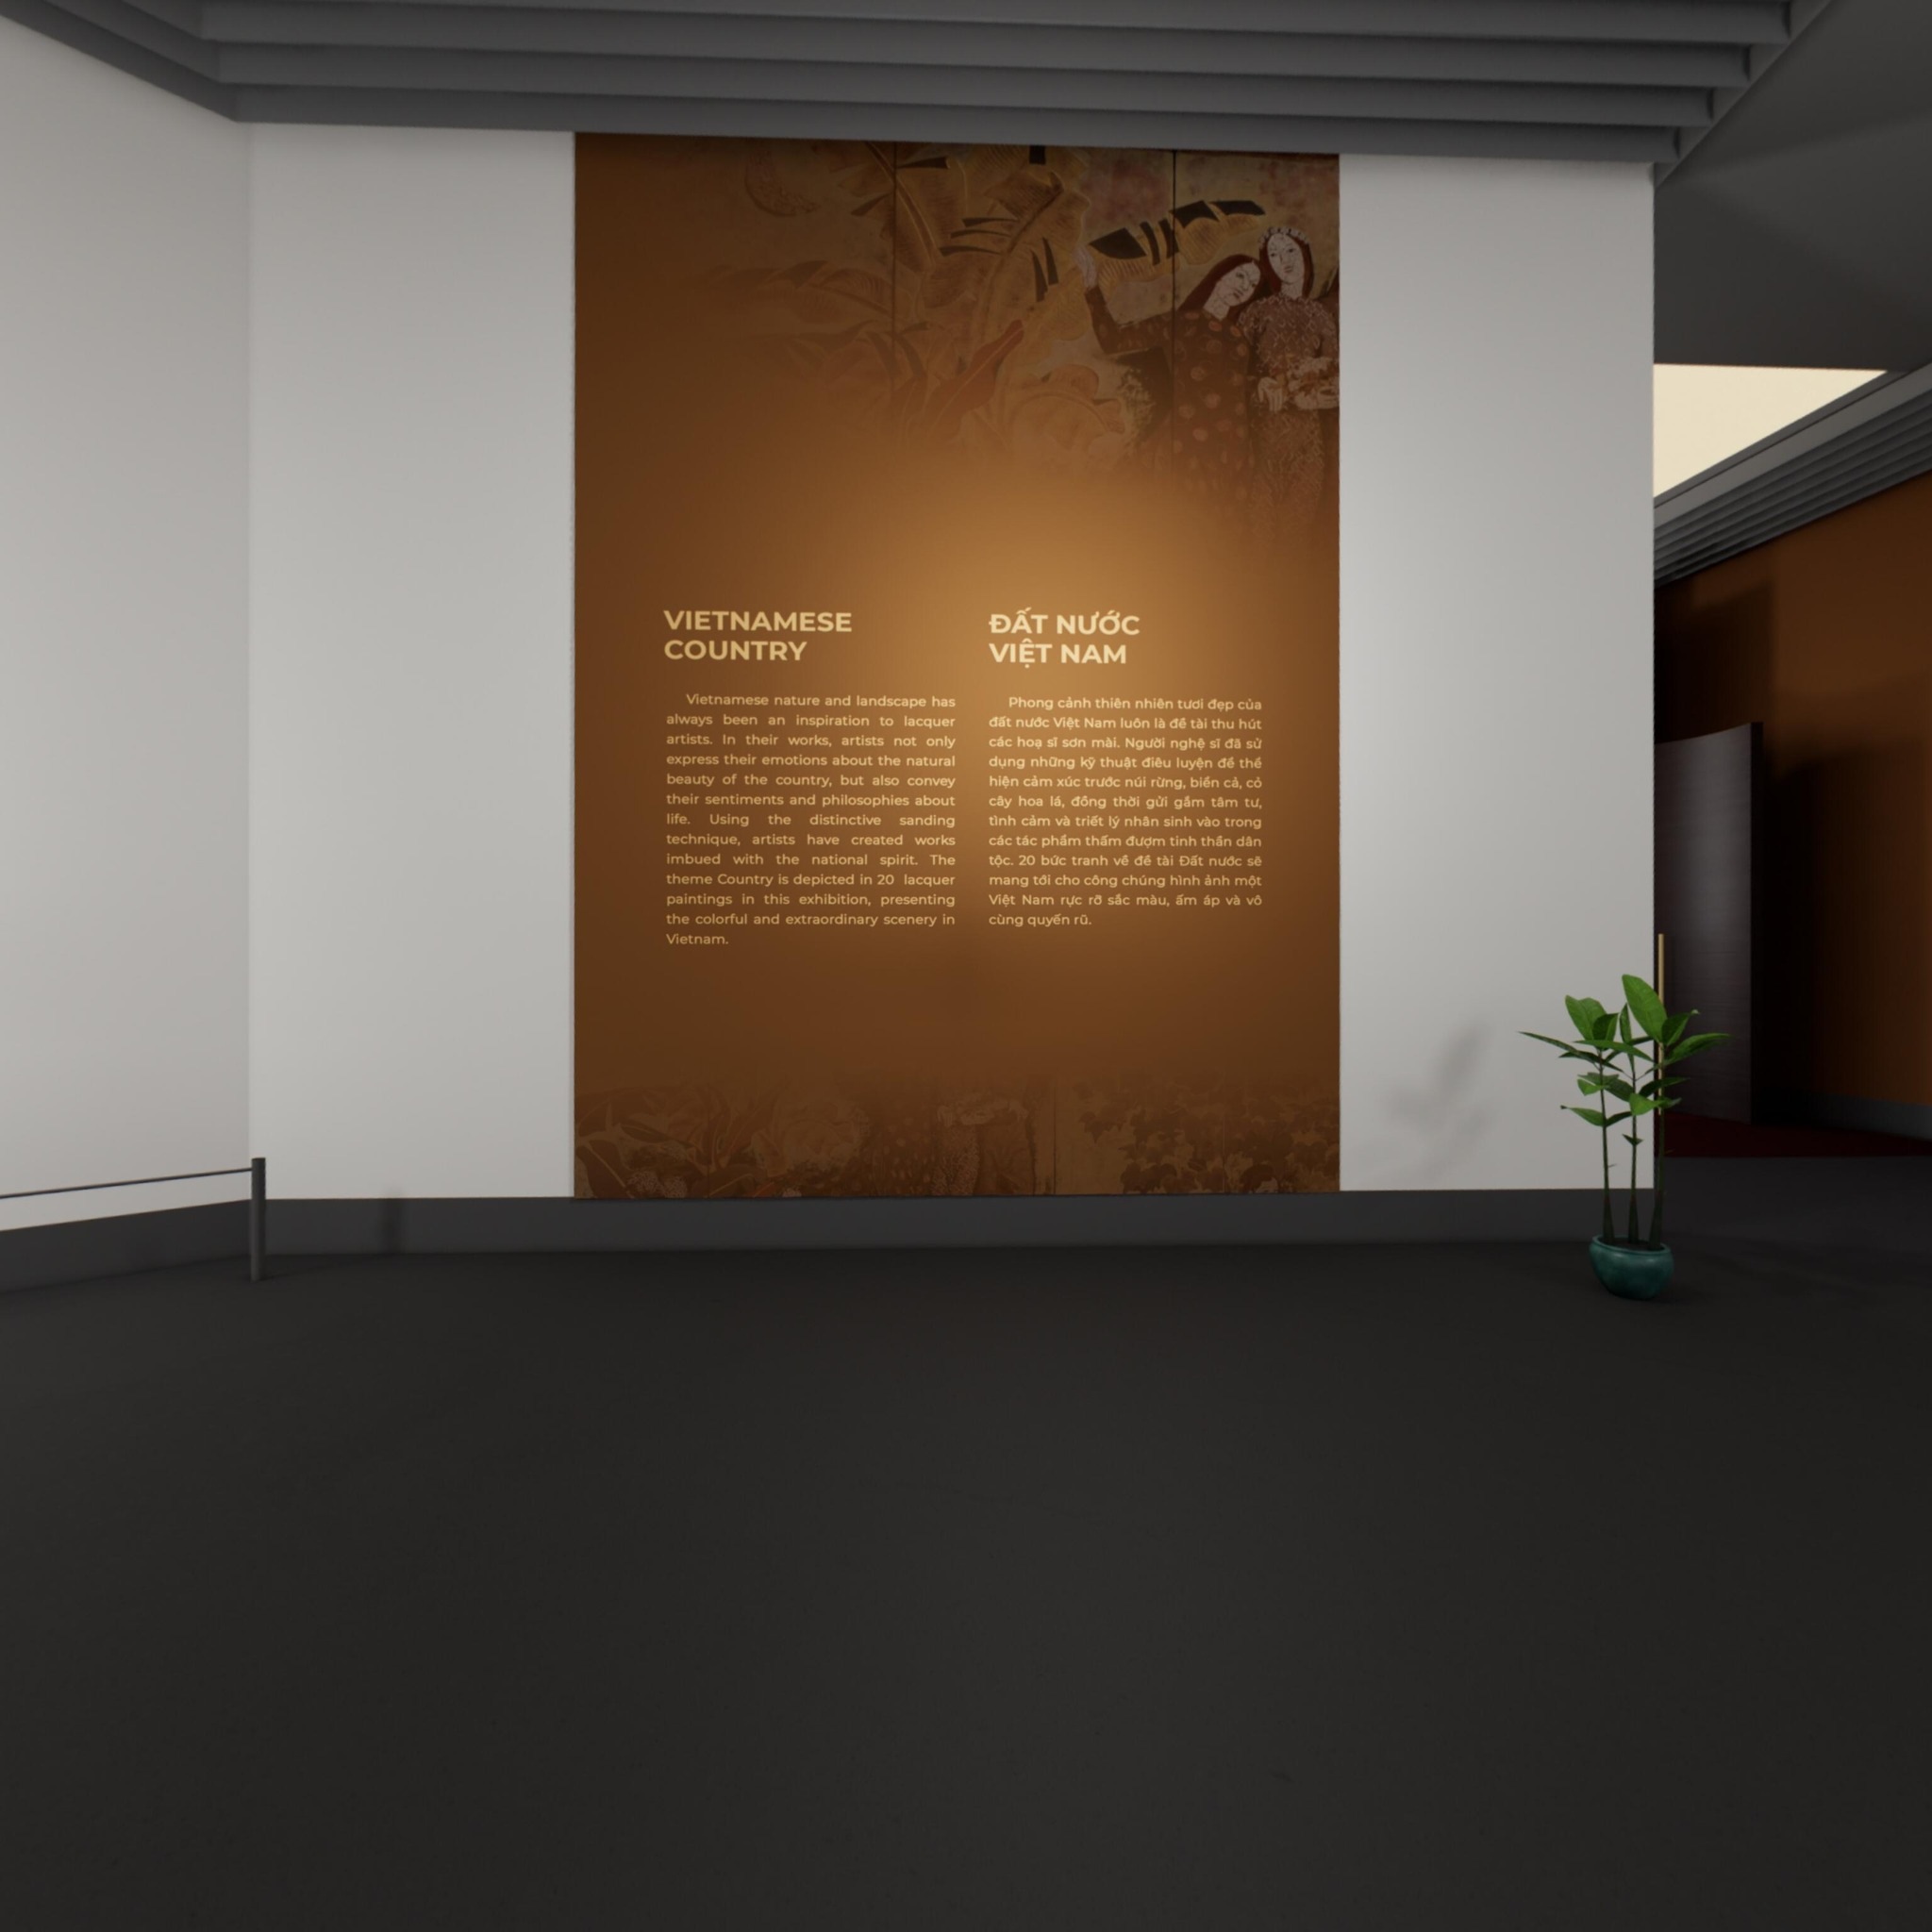 VIETNAMESE
COUNTRY
Vietnamese nature and landscape has
always been an inspiration to lacquer
artists. In their works, artists not only
express their emotions about the natural
beauty of the country, but also convey
their sentiments and philosophies about
life. Using the distinctive sanding
technique, artists have created works
imbued with the national spirit. The
theme Country is depicted in 20 lacquer
paintings in this exhibition, presenting
the colorful and extraordinary scenery in
Vietnam.
ĐẤT NƯỚC
VIỆT NAM
Phong cảnh thiên nhiên tươi đẹp của
đất nước Việt Nam luôn là đề tài thu hút
các hoạ sĩ sơn mài. Người nghệ sĩ đã sử
dụng những kỹ thuật điêu luyện để thể
hiện cảm xúc trước núi rừng, biển cả, cỏ
cây hoa lá, đồng thời gửi gắm tâm tư,
tình cảm và triết lý nhân sinh vào trong
các tác phẩm thấm đượm tinh thần dân
tộc. 20 bức tranh về đề tài Đất nước sẽ
mang tới cho công chúng hình ảnh một
Việt Nam rực rỡ sắc màu, ấm áp và vô
cùng quyến rũ.